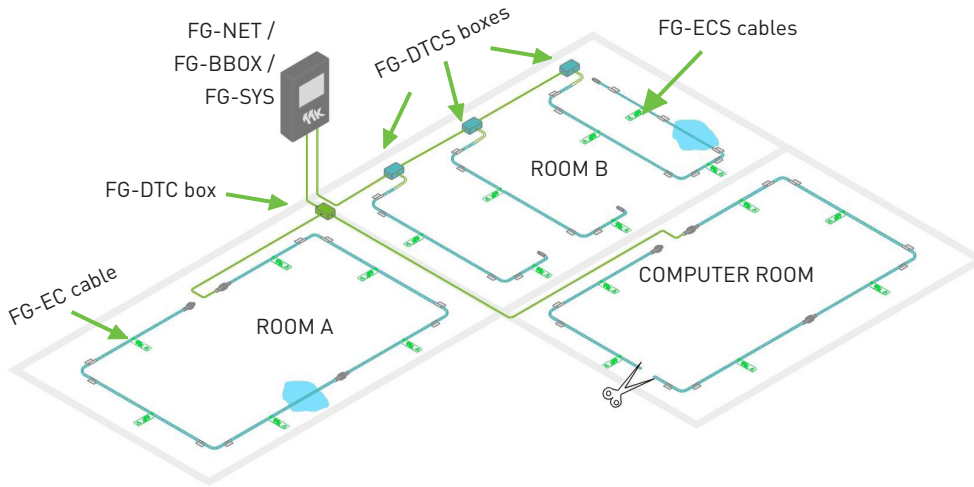 FG-NET /
FG-BBOX /
FG-SYS
FG-DTCS boxes
FG-ECS cables
ROOM B
FG-DTC box
COMPUTER ROOM
FG-EC cable
ROOM A